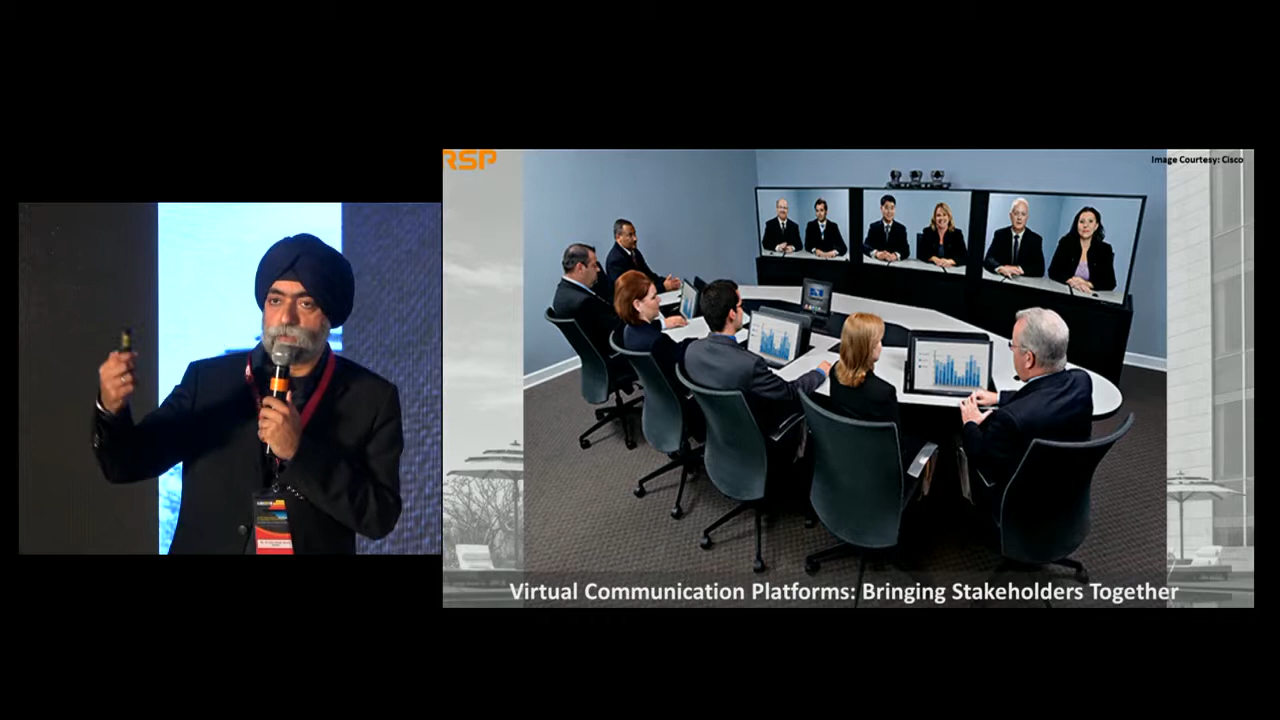 RSP
Image Courtesy: Cisco
Virtual Communication Platforms: Bringing Stakeholders Together